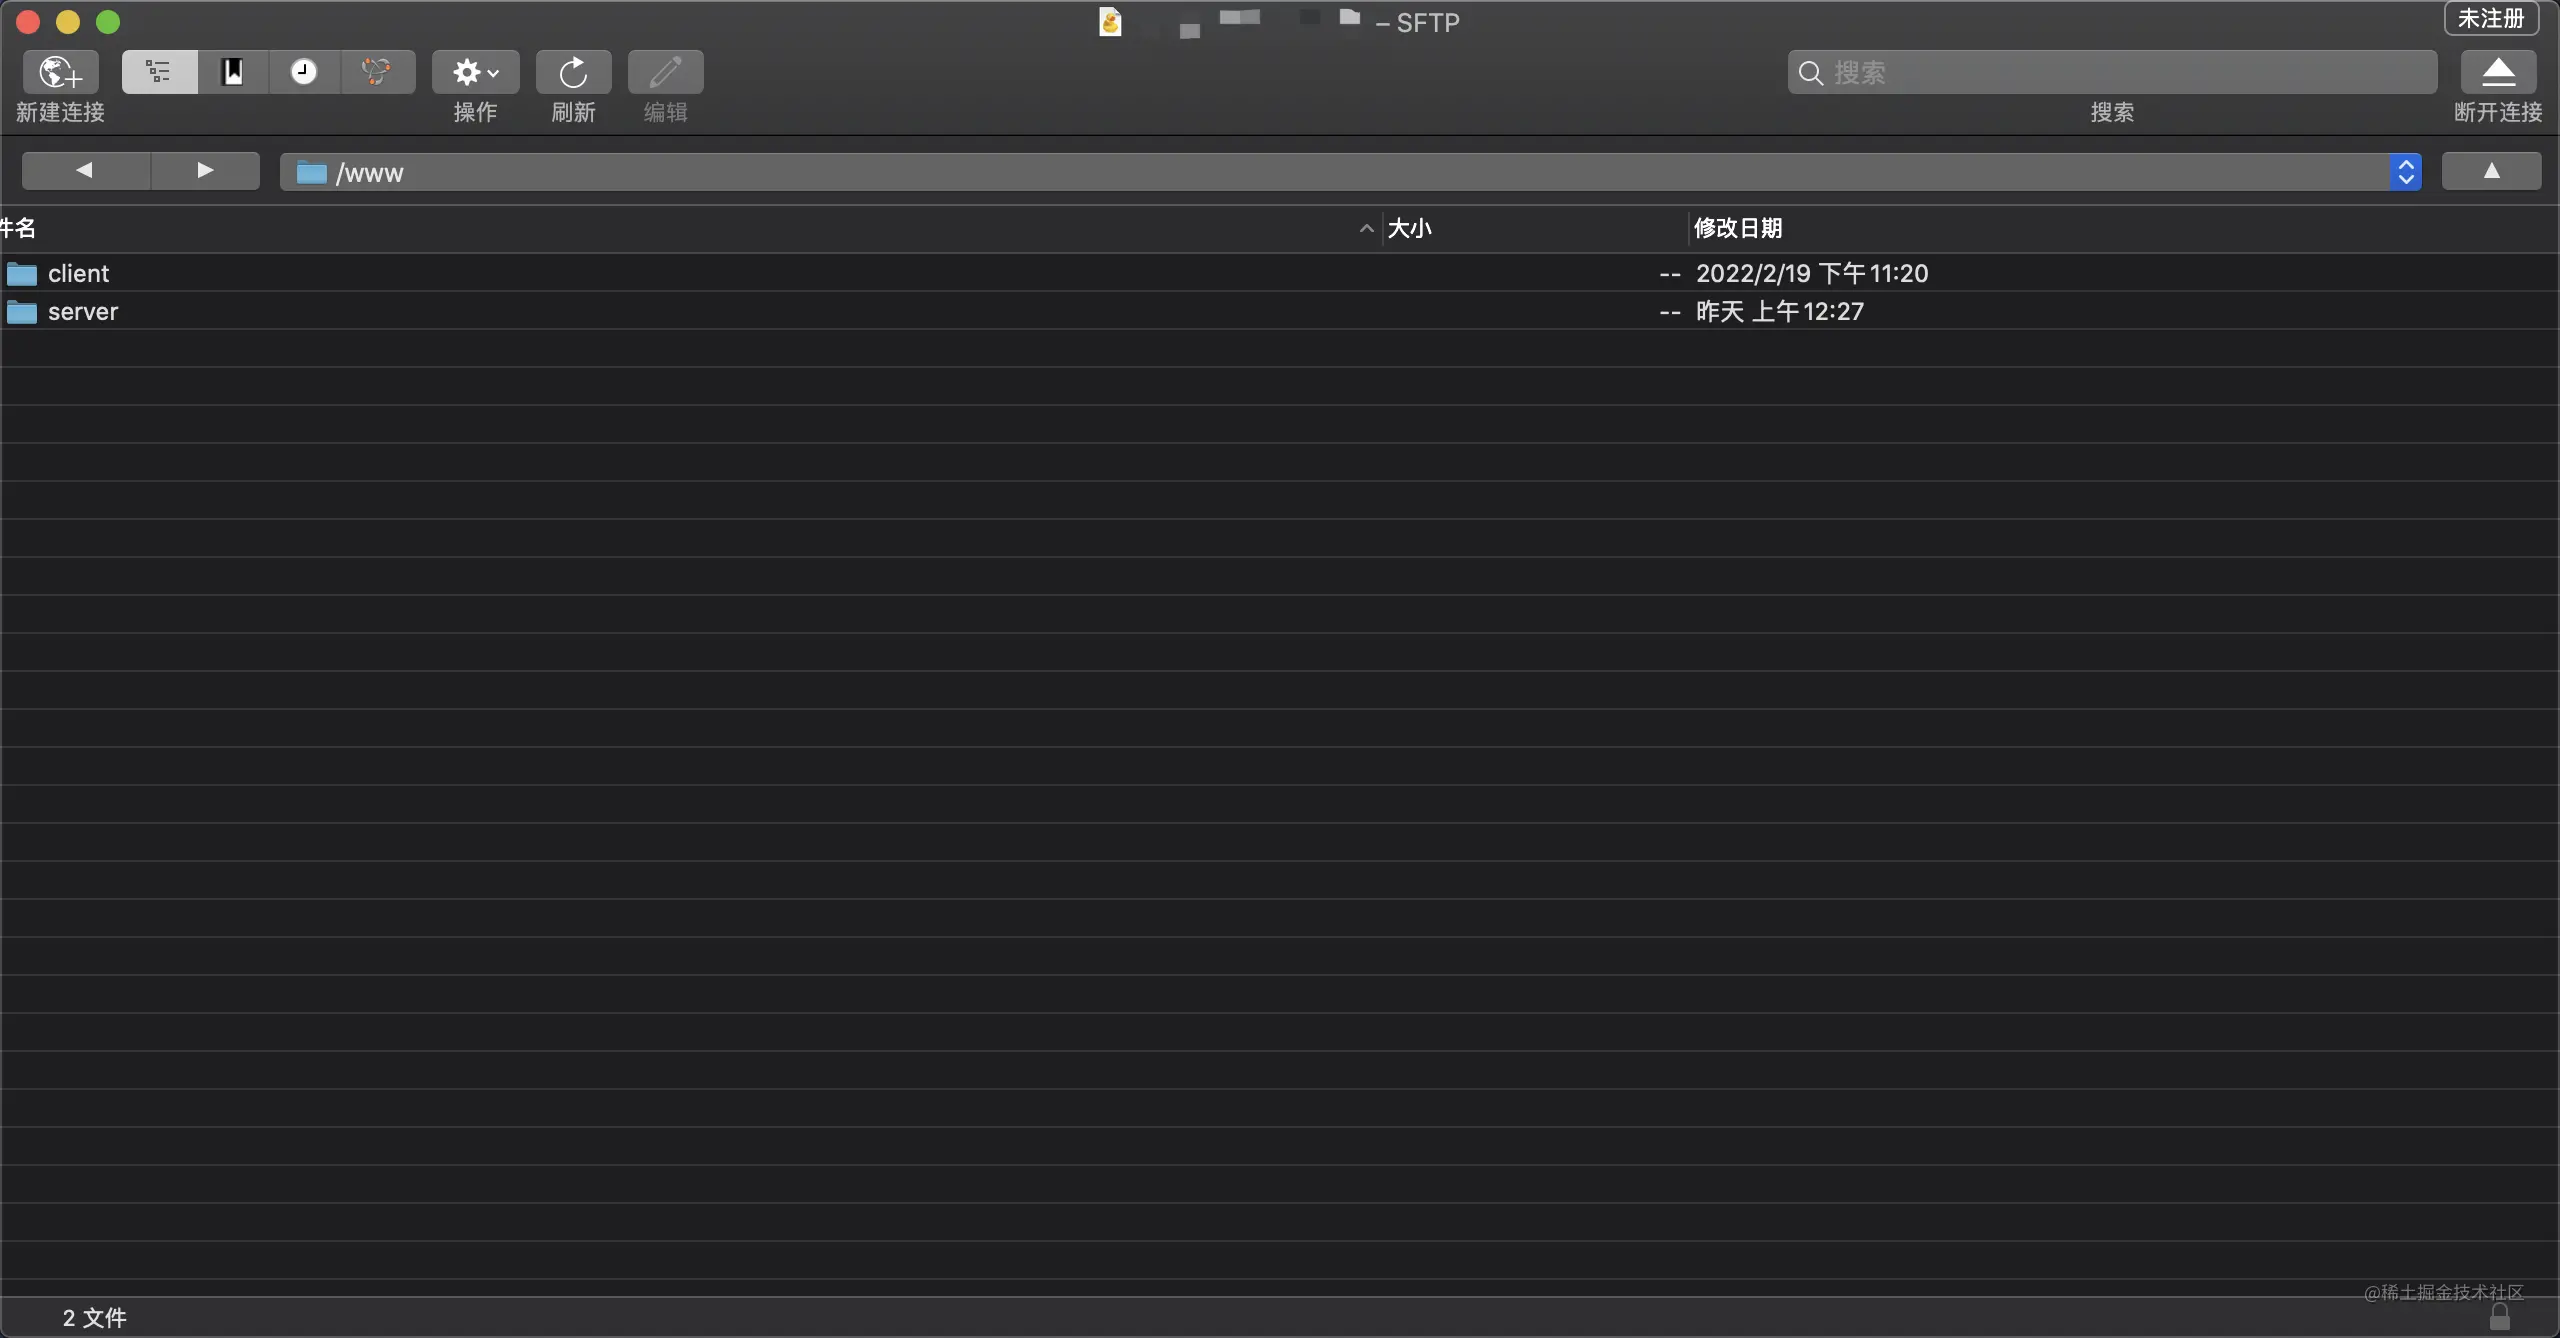 – SFTP
未注册
新建连接
操作
刷新
编辑
搜索
搜索
断开连接
/www
件名
大小
修改日期
client
-- 2022/2/19 下午11:20
server
-- 昨天 上午12:27
@稀土掘金技术社区
2 文件